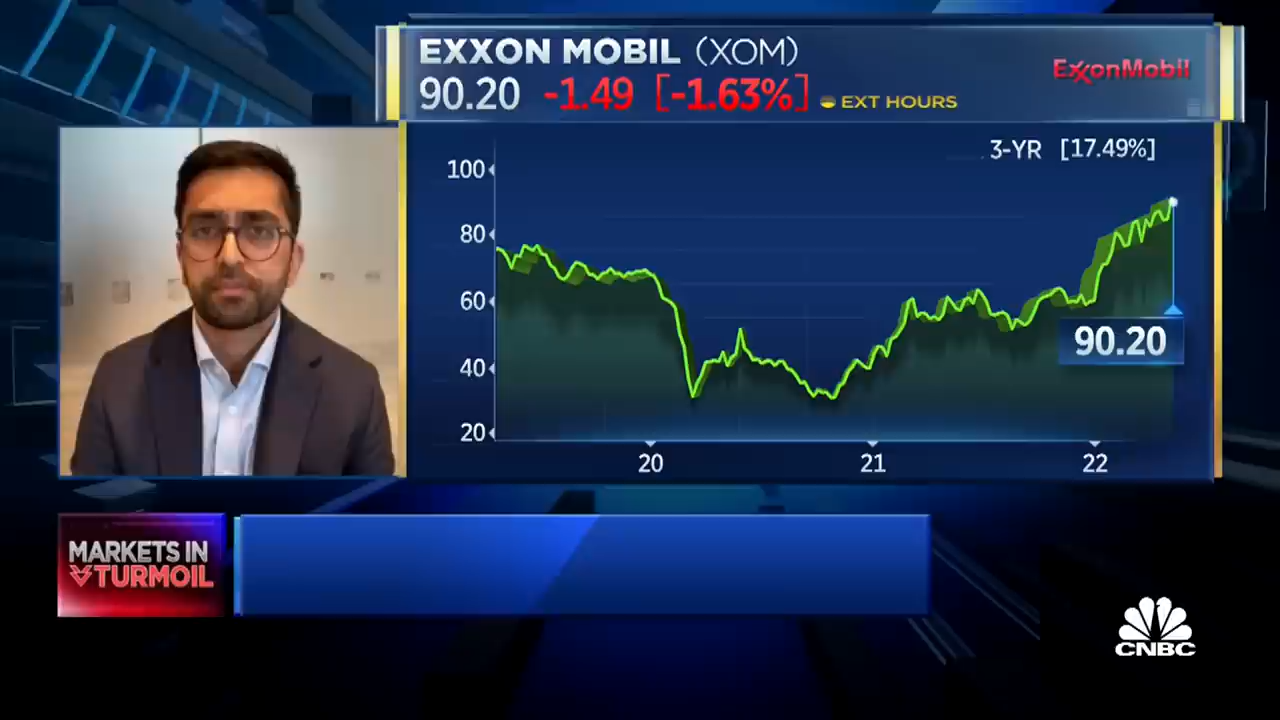 EXXON MOBIL (XOM)
90.20 -1.49 [-1.63%] EXT HOURS
ExxonMobil
3-YR [17.49%]
100
80
60
40
20
90.20
20 21 22
MARKETS IN
TURMOIL
CNBC